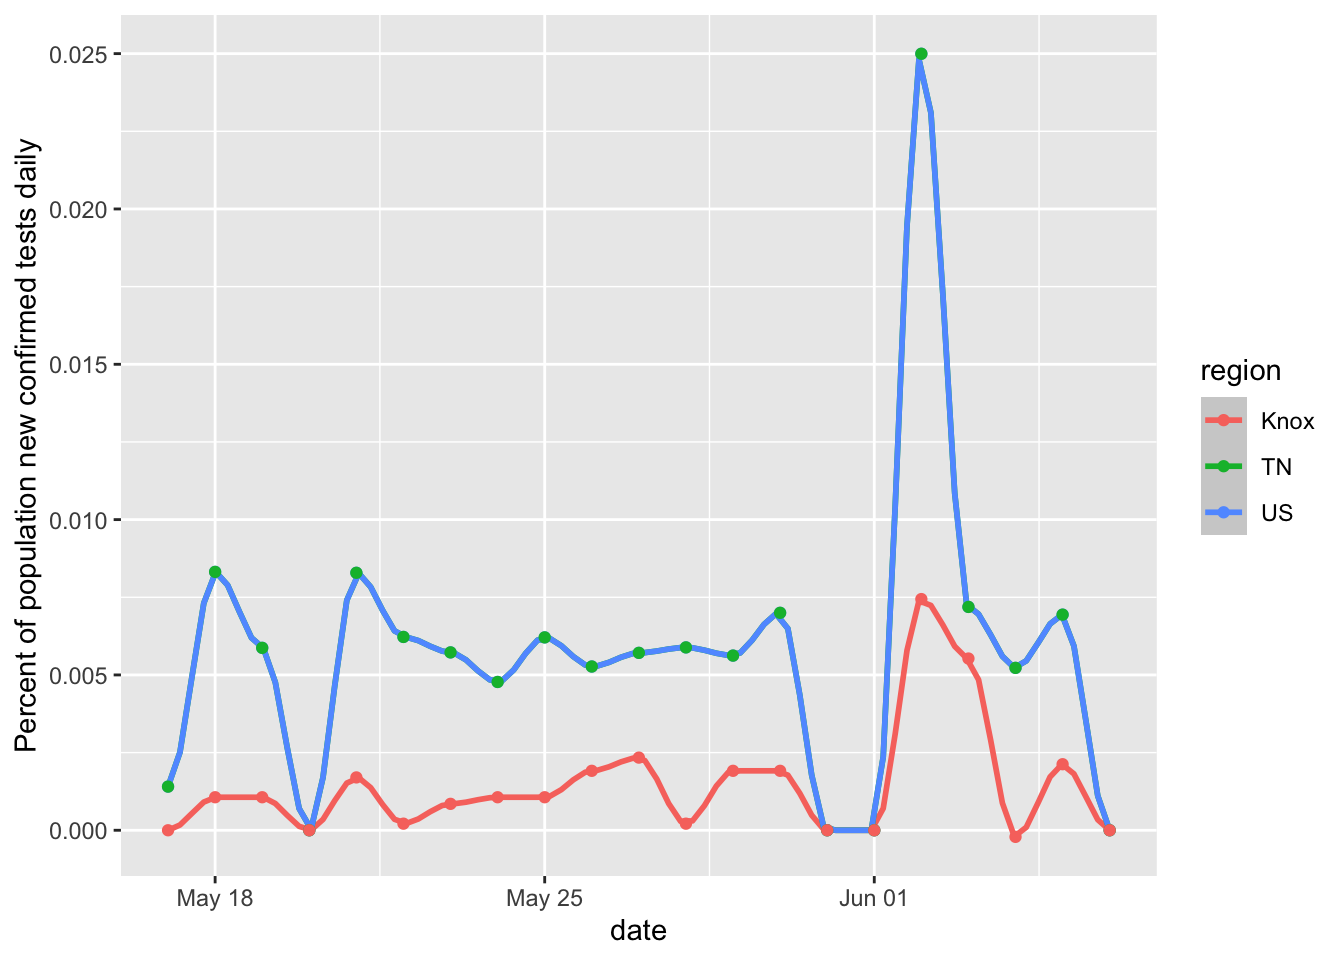 Percent of population new confirmed tests daily
0.025
0.020
0.015
0.010
0.005
0.000
May 18
May 25
Jun 01
date
region
Knox
TN
US